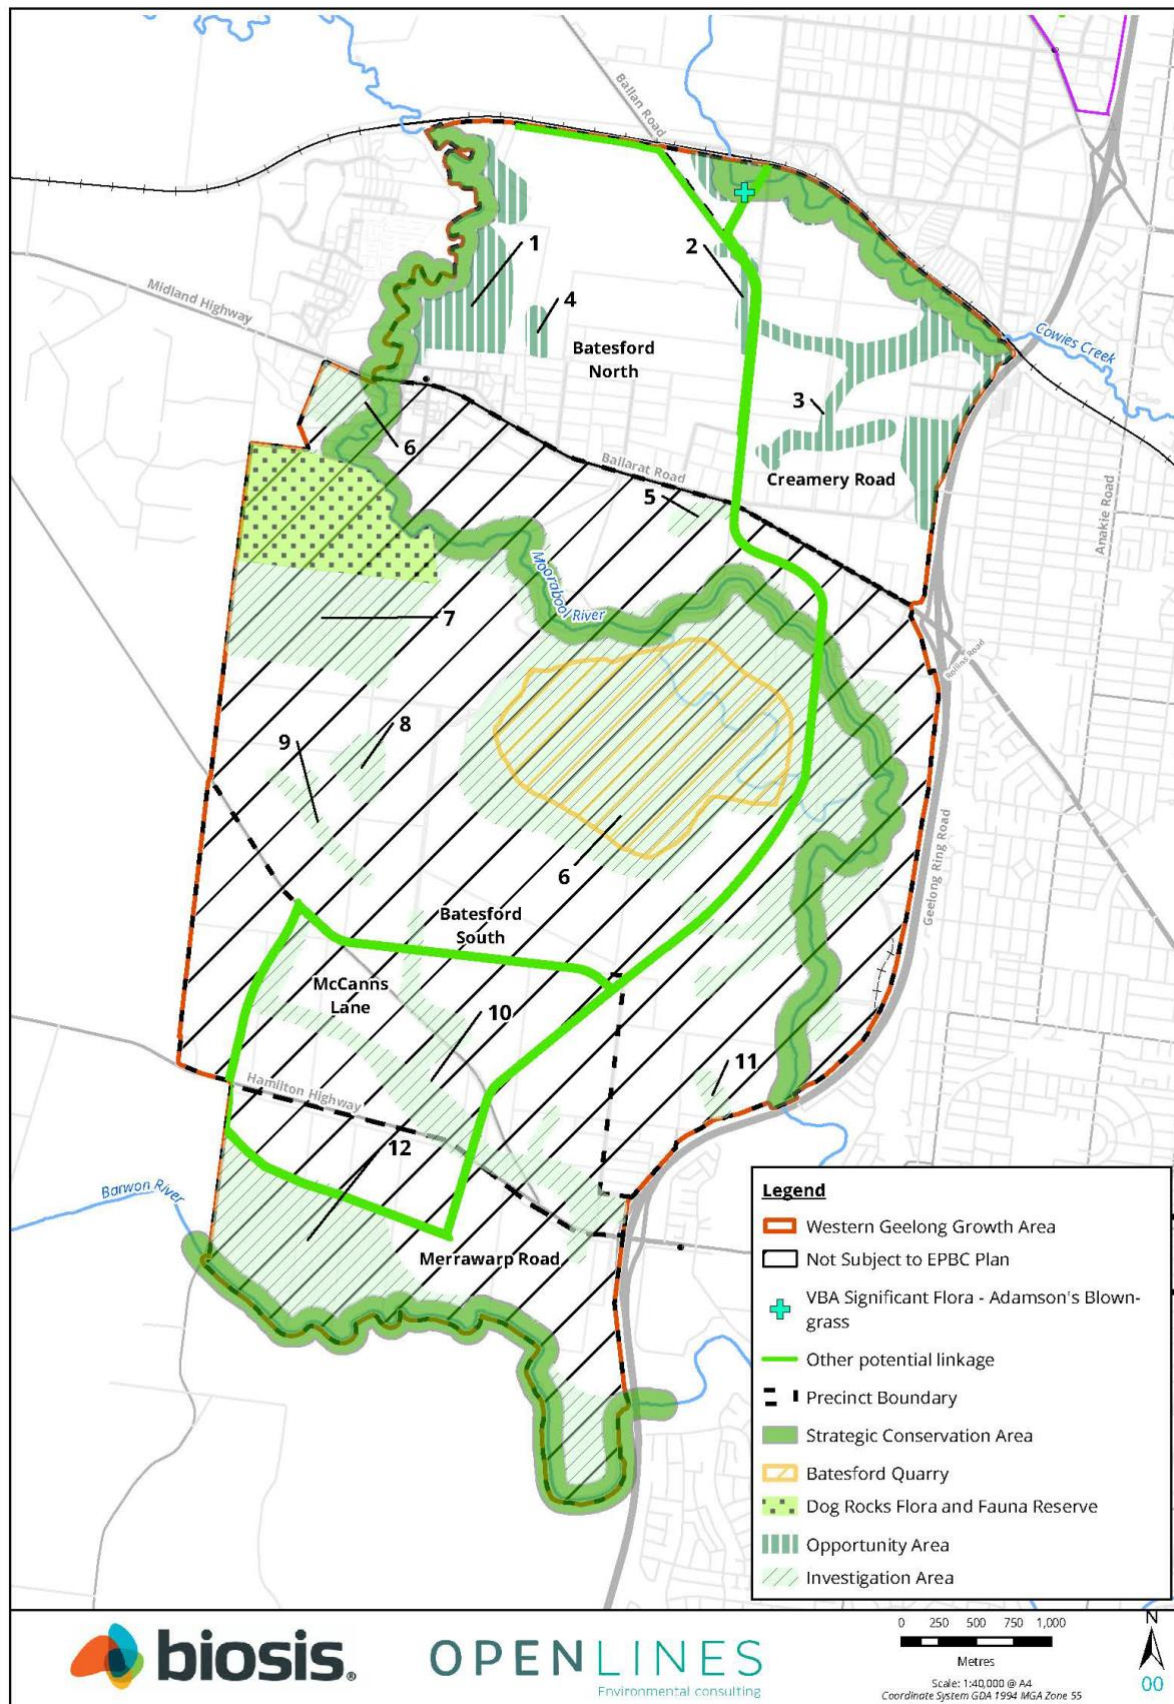 Ballan Road
1
2
Midland Highway
4
Batesford
North
Cowies Creek
3
6
Ballarat Road
5
Creamery Road
Anakie Road
Moorabool
River
7
Rollins Road
8
9
Geelong Ring Road
6
Batesford
South
McCanns
Lane
10
11
Hamilton Highway
12
Barwon River
Merrawarp Road
Legend
Western Geelong Growth Area
Not Subject to EPBC Plan
VBA Significant Flora - Adamson's Blown-
grass
Other potential linkage
Precinct Boundary
Strategic Conservation Area
Batesford Quarry
Dog Rocks Flora and Fauna Reserve
Opportunity Area
Investigation Area
biosis®
OPENLINES
Environmental consulting
0 250 500 750 1,000
Metres
Scale: 1:40,000 @ A4
Coordinate System GDA 1994 MGA Zone 55
N
00